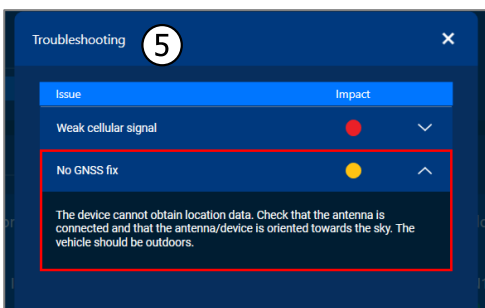 Troubleshooting
5
Issue Impact
Weak cellular signal
No GNSS fix
The device cannot obtain location data. Check that the antenna is
connected and that the antenna/device is oriented towards the sky. The
vehicle should be outdoors.